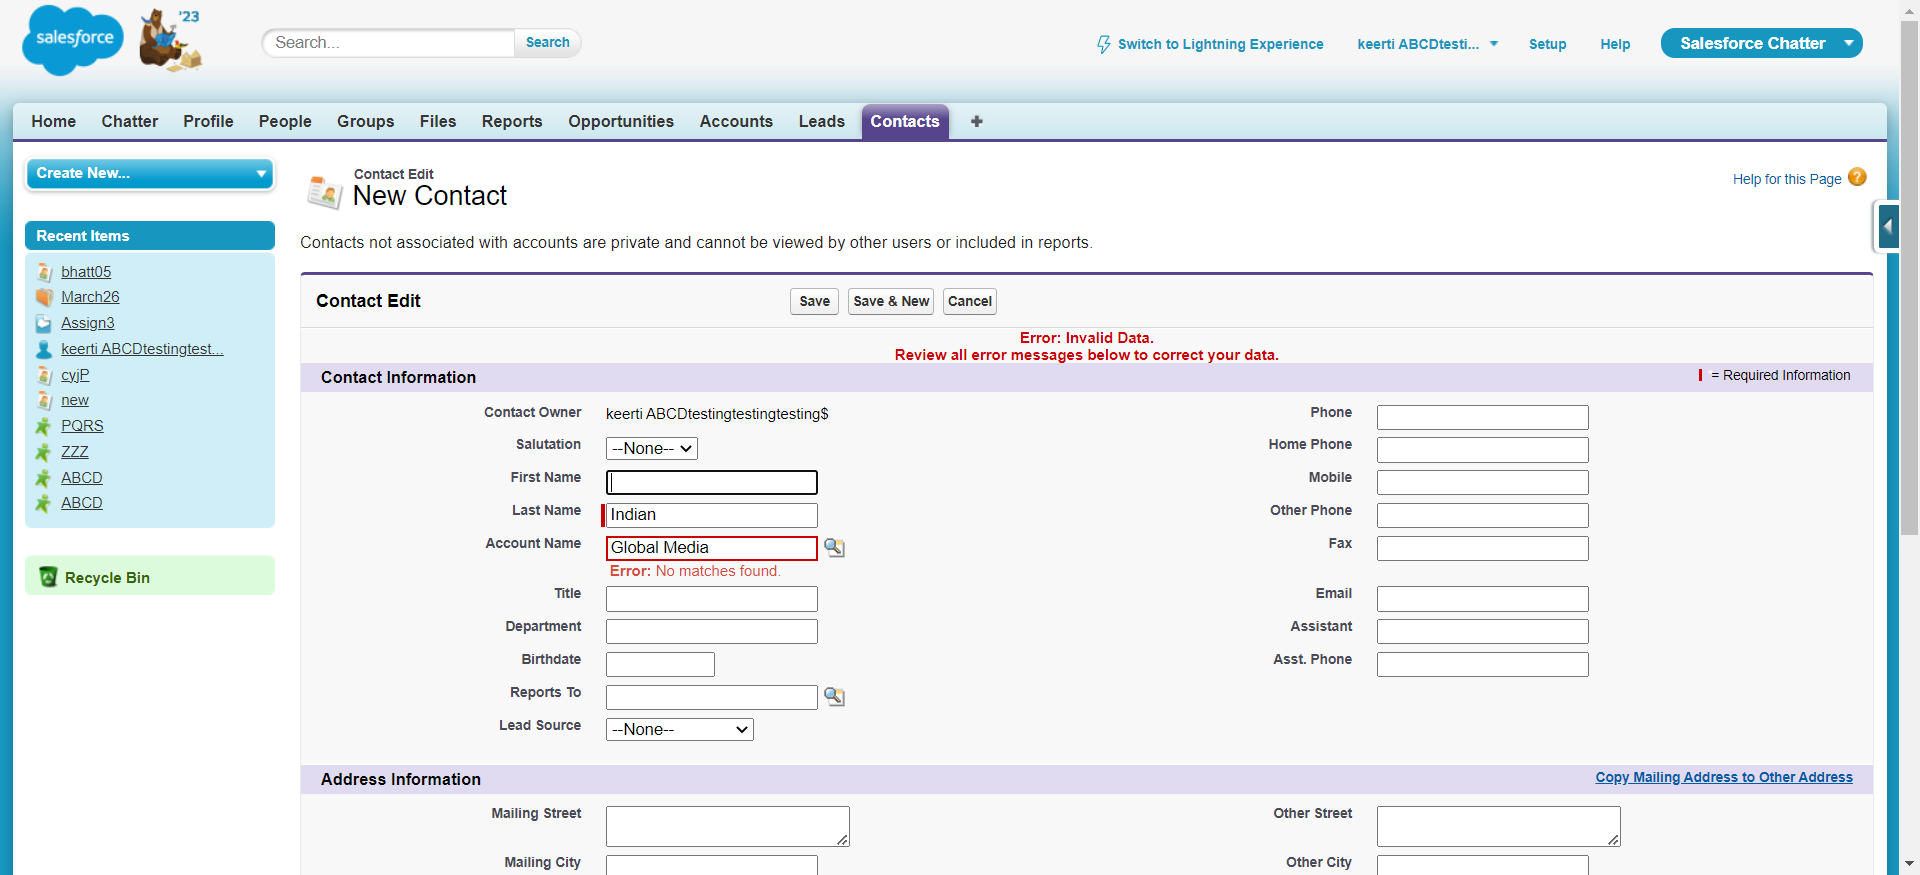 salesforce
'23
Search...
Search
Switch to Lightning Experience
keerti ABCDtesti...
Setup
Help
Salesforce Chatter
Home
Chatter
Profile
People
Groups
Files
Reports
Opportunities
Accounts
Leads
Contacts
Create New...
Recent Items
bhatt05
March26
Assign3
keerti ABCDtestingtest...
cyjP
new
PQRS
ZZZ
ABCD
ABCD
Recycle Bin
Contact Edit
New Contact
Help for this Page
Contacts not associated with accounts are private and cannot be viewed by other users or included in reports.
Contact Edit
Save
Save & New
Cancel
Error: Invalid Data.
Review all error messages below to correct your data.
Contact Information
= Required Information
Contact Owner keerti ABCDtestingtestingtesting$
Phone
Salutation --None--
Home Phone
First Name
Mobile
Last Name Indian
Other Phone
Account Name Global Media
Error: No matches found.
Fax
Title
Email
Department
Assistant
Birthdate
Asst. Phone
Reports To
Lead Source --None--
Address Information
Copy Mailing Address to Other Address
Mailing Street
Other Street
Mailing City
Other City